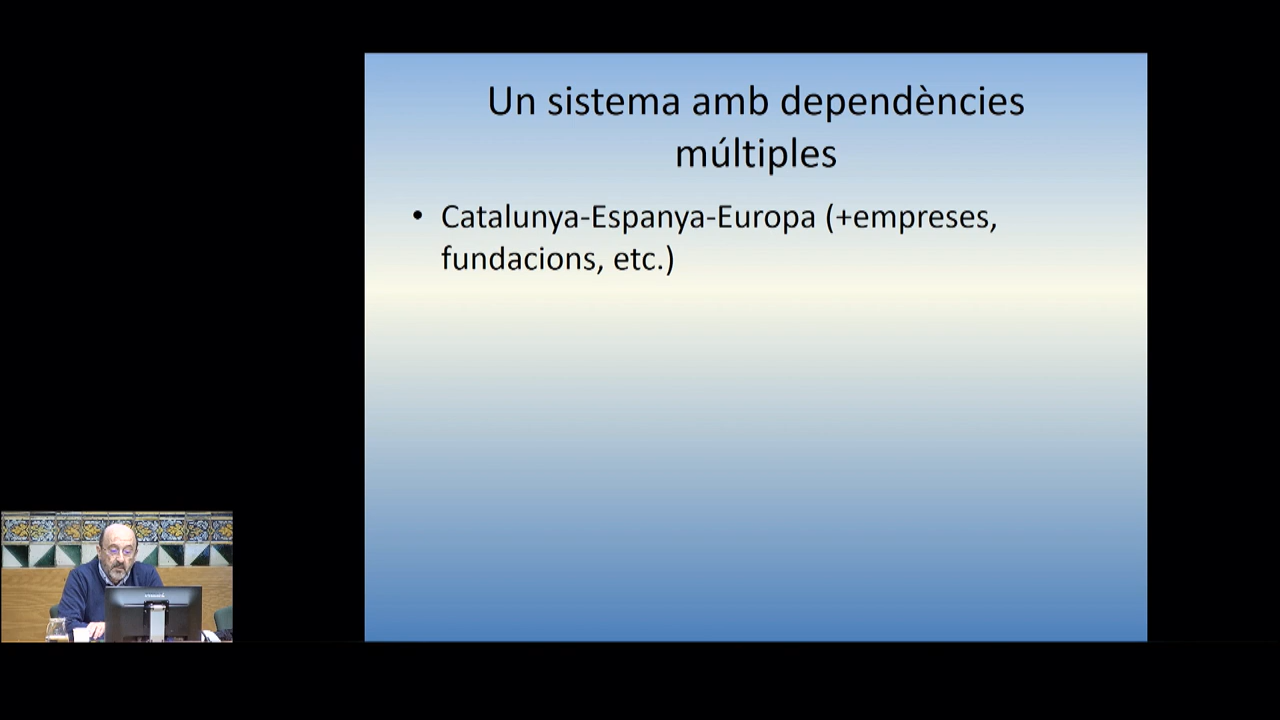 Un sistema amb dependències
múltiples
• Catalunya-Espanya-Europa (+empreses,
fundacions, etc.)